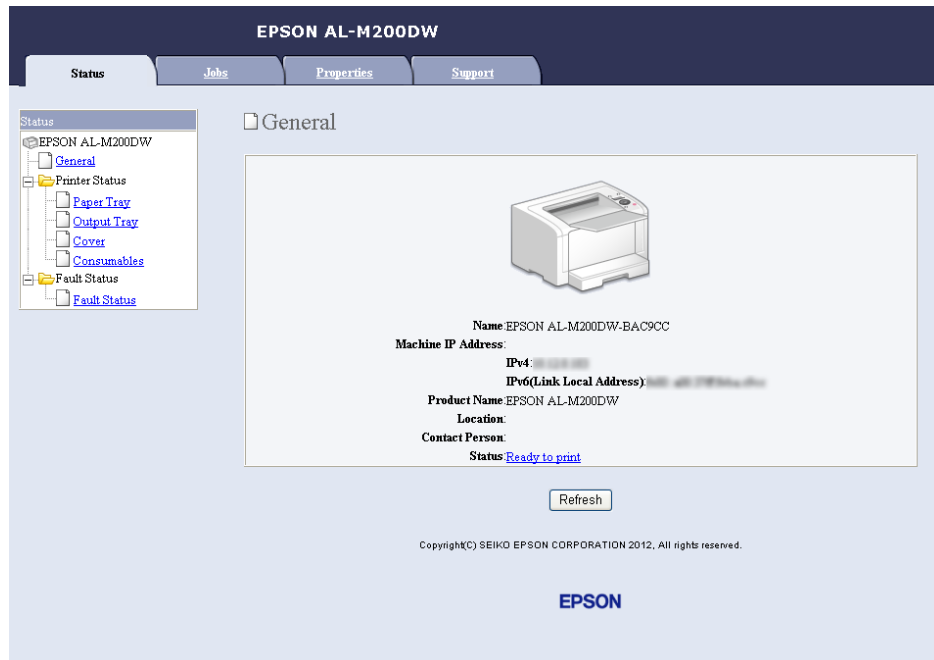 EPSON AL-M200DW
Status Jobs Properties Support
Status
EPSON AL-M200DW
General
Printer Status
Paper Tray
Output Tray
Cover
Consumables
Fault Status
Fault Status
General
Name:EPSON AL-M200DW-BAC9CC
Machine IP Address:
IPv4:
IPv6(Link Local Address):
Product Name:EPSON AL-M200DW
Location:
Contact Person:
Status:Ready to print
Refresh
Copyright(C) SEIKO EPSON CORPORATION 2012, All rights reserved.
EPSON